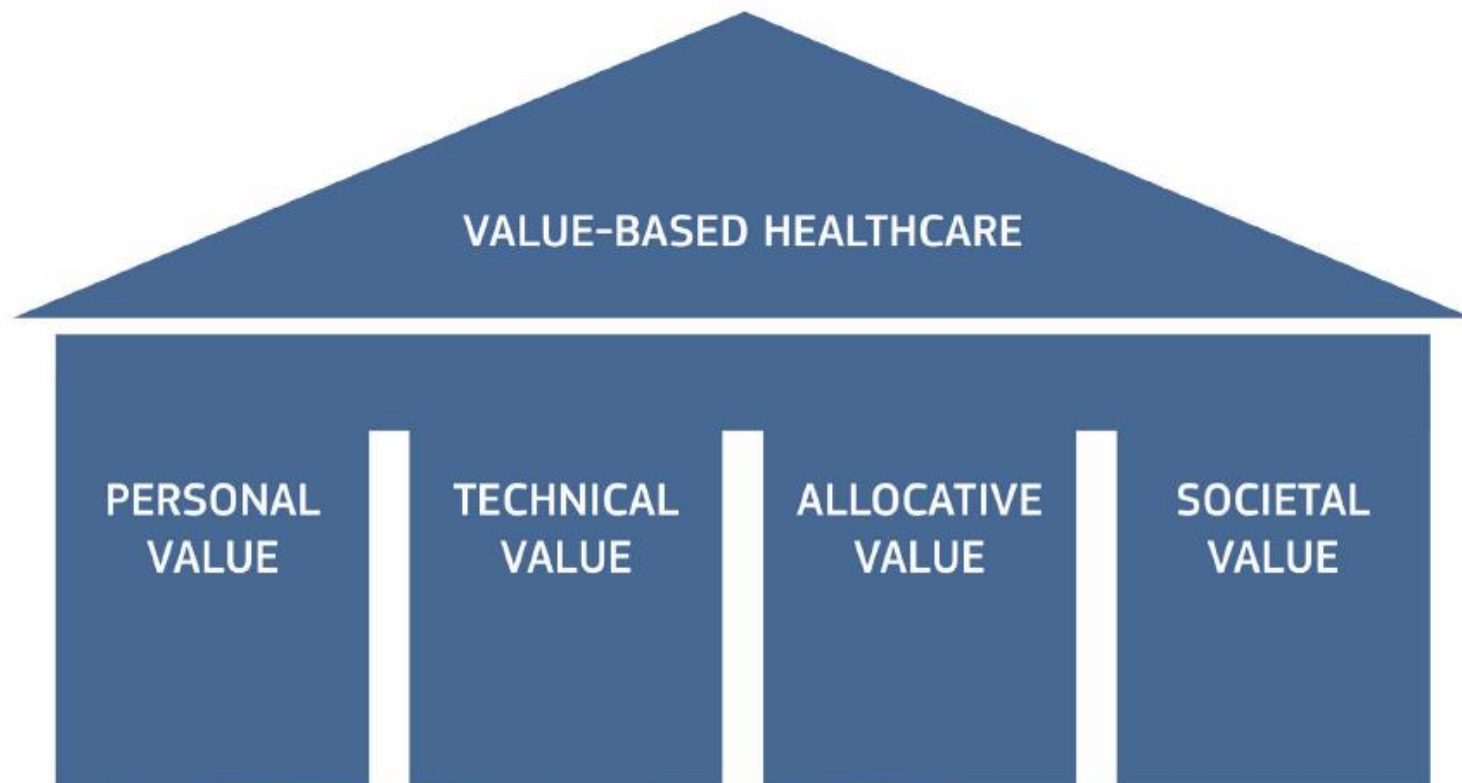 VALUE-BASED HEALTHCARE
PERSONAL
VALUE
TECHNICAL
VALUE
ALLOCATIVE
VALUE
SOCIETAL
VALUE